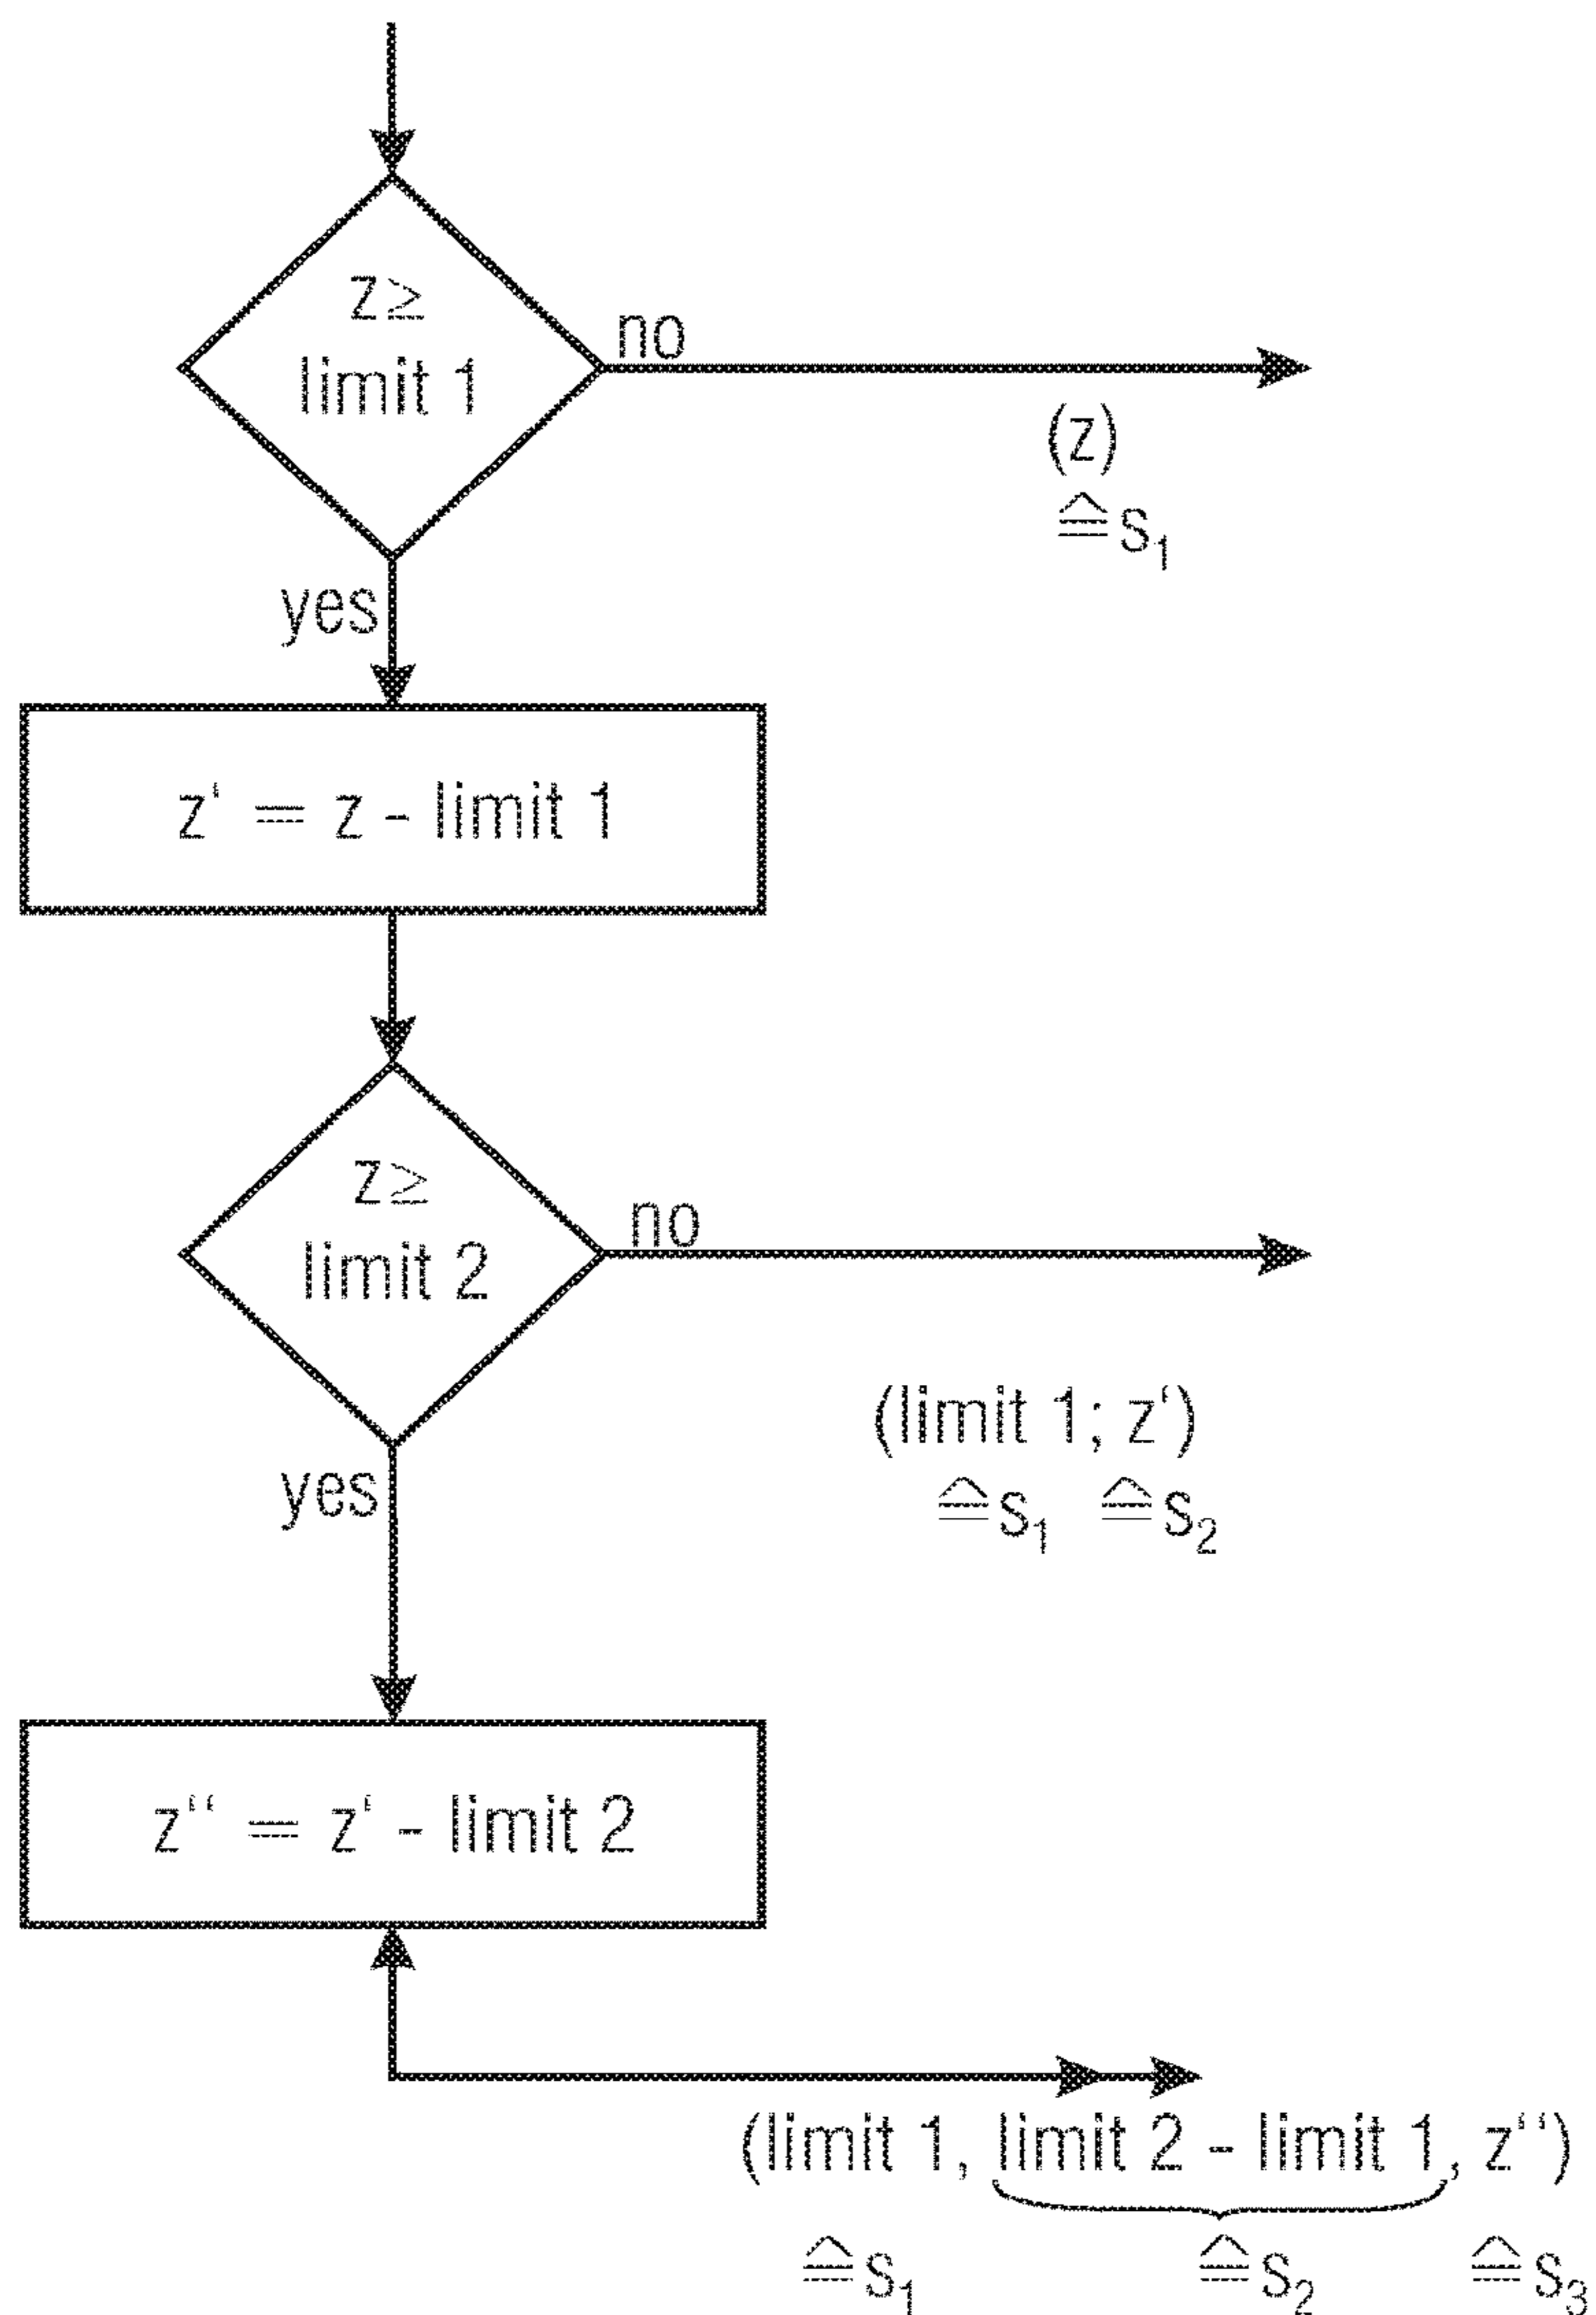 z≥
limit 1
no
(z)
≙s₁
yes
z‘ = z - limit 1
z≥
limit 2
no
(limit 1; z‘)
≙s₁ ≙s₂
yes
z‘‘ = z‘ - limit 2
(limit 1, limit 2 - limit 1, z‘‘)
≙s₁ ≙s₂ ≙s₃